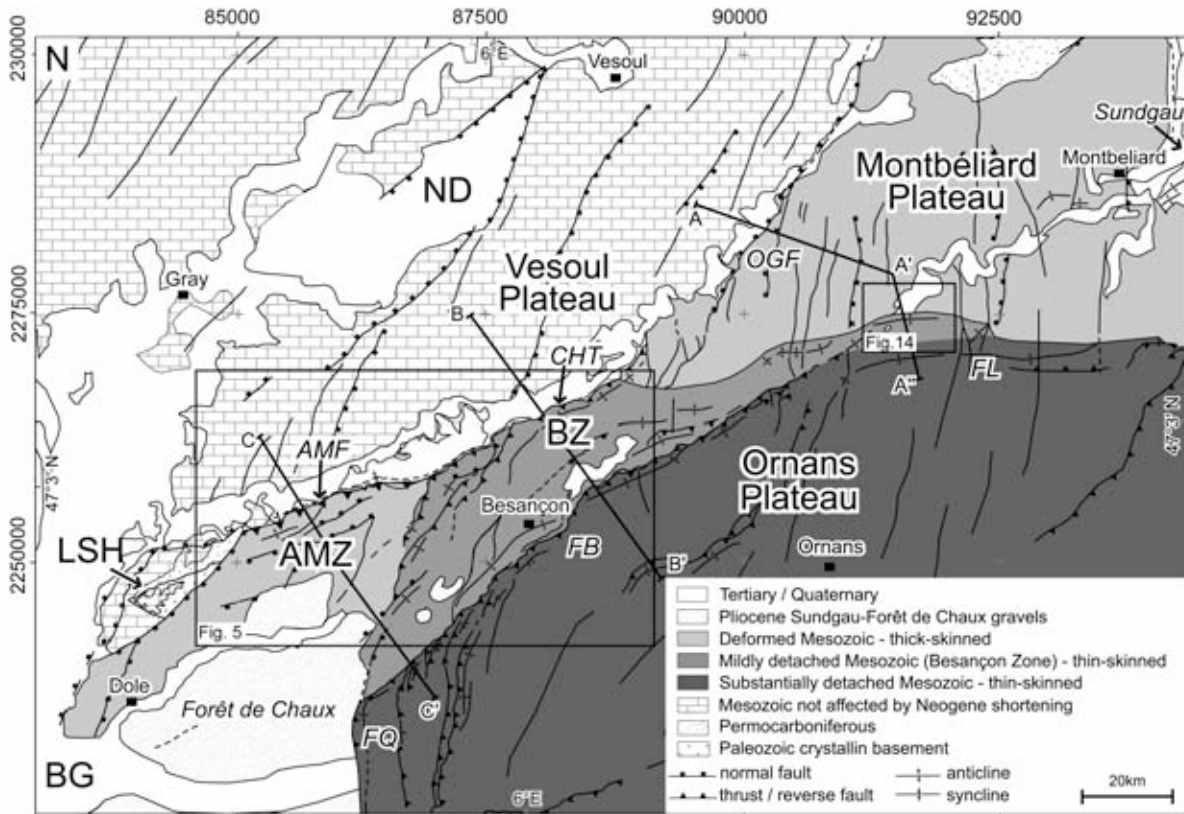 85000
87500
90000
92500
230000
N
6° E
Vesoul
Sundgau
Montbeliard
ND
Montbéliard
Plateau
A
OGF
Vesoul
Plateau
A'
Gray
227500
B
Fig.14
CHT
A"
FL
BZ
C
AMF
Ornans
Plateau
47°3' N
47°3' N
Besançon
LSH
AMZ
FB
Ornans
225000
B'
Fig. 5
Dole
Forêt de Chaux
C'
FQ
BG
6°E
Tertiary / Quaternary
Pliocene Sundgau-Forêt de Chaux gravels
Deformed Mesozoic - thick-skinned
Mildly detached Mesozoic (Besançon Zone) - thin-skinned
Substantially detached Mesozoic - thin-skinned
Mesozoic not affected by Neogene shortening
Permocarboniferous
Paleozoic crystallin basement
normal fault
anticline
thrust / reverse fault
syncline
20km